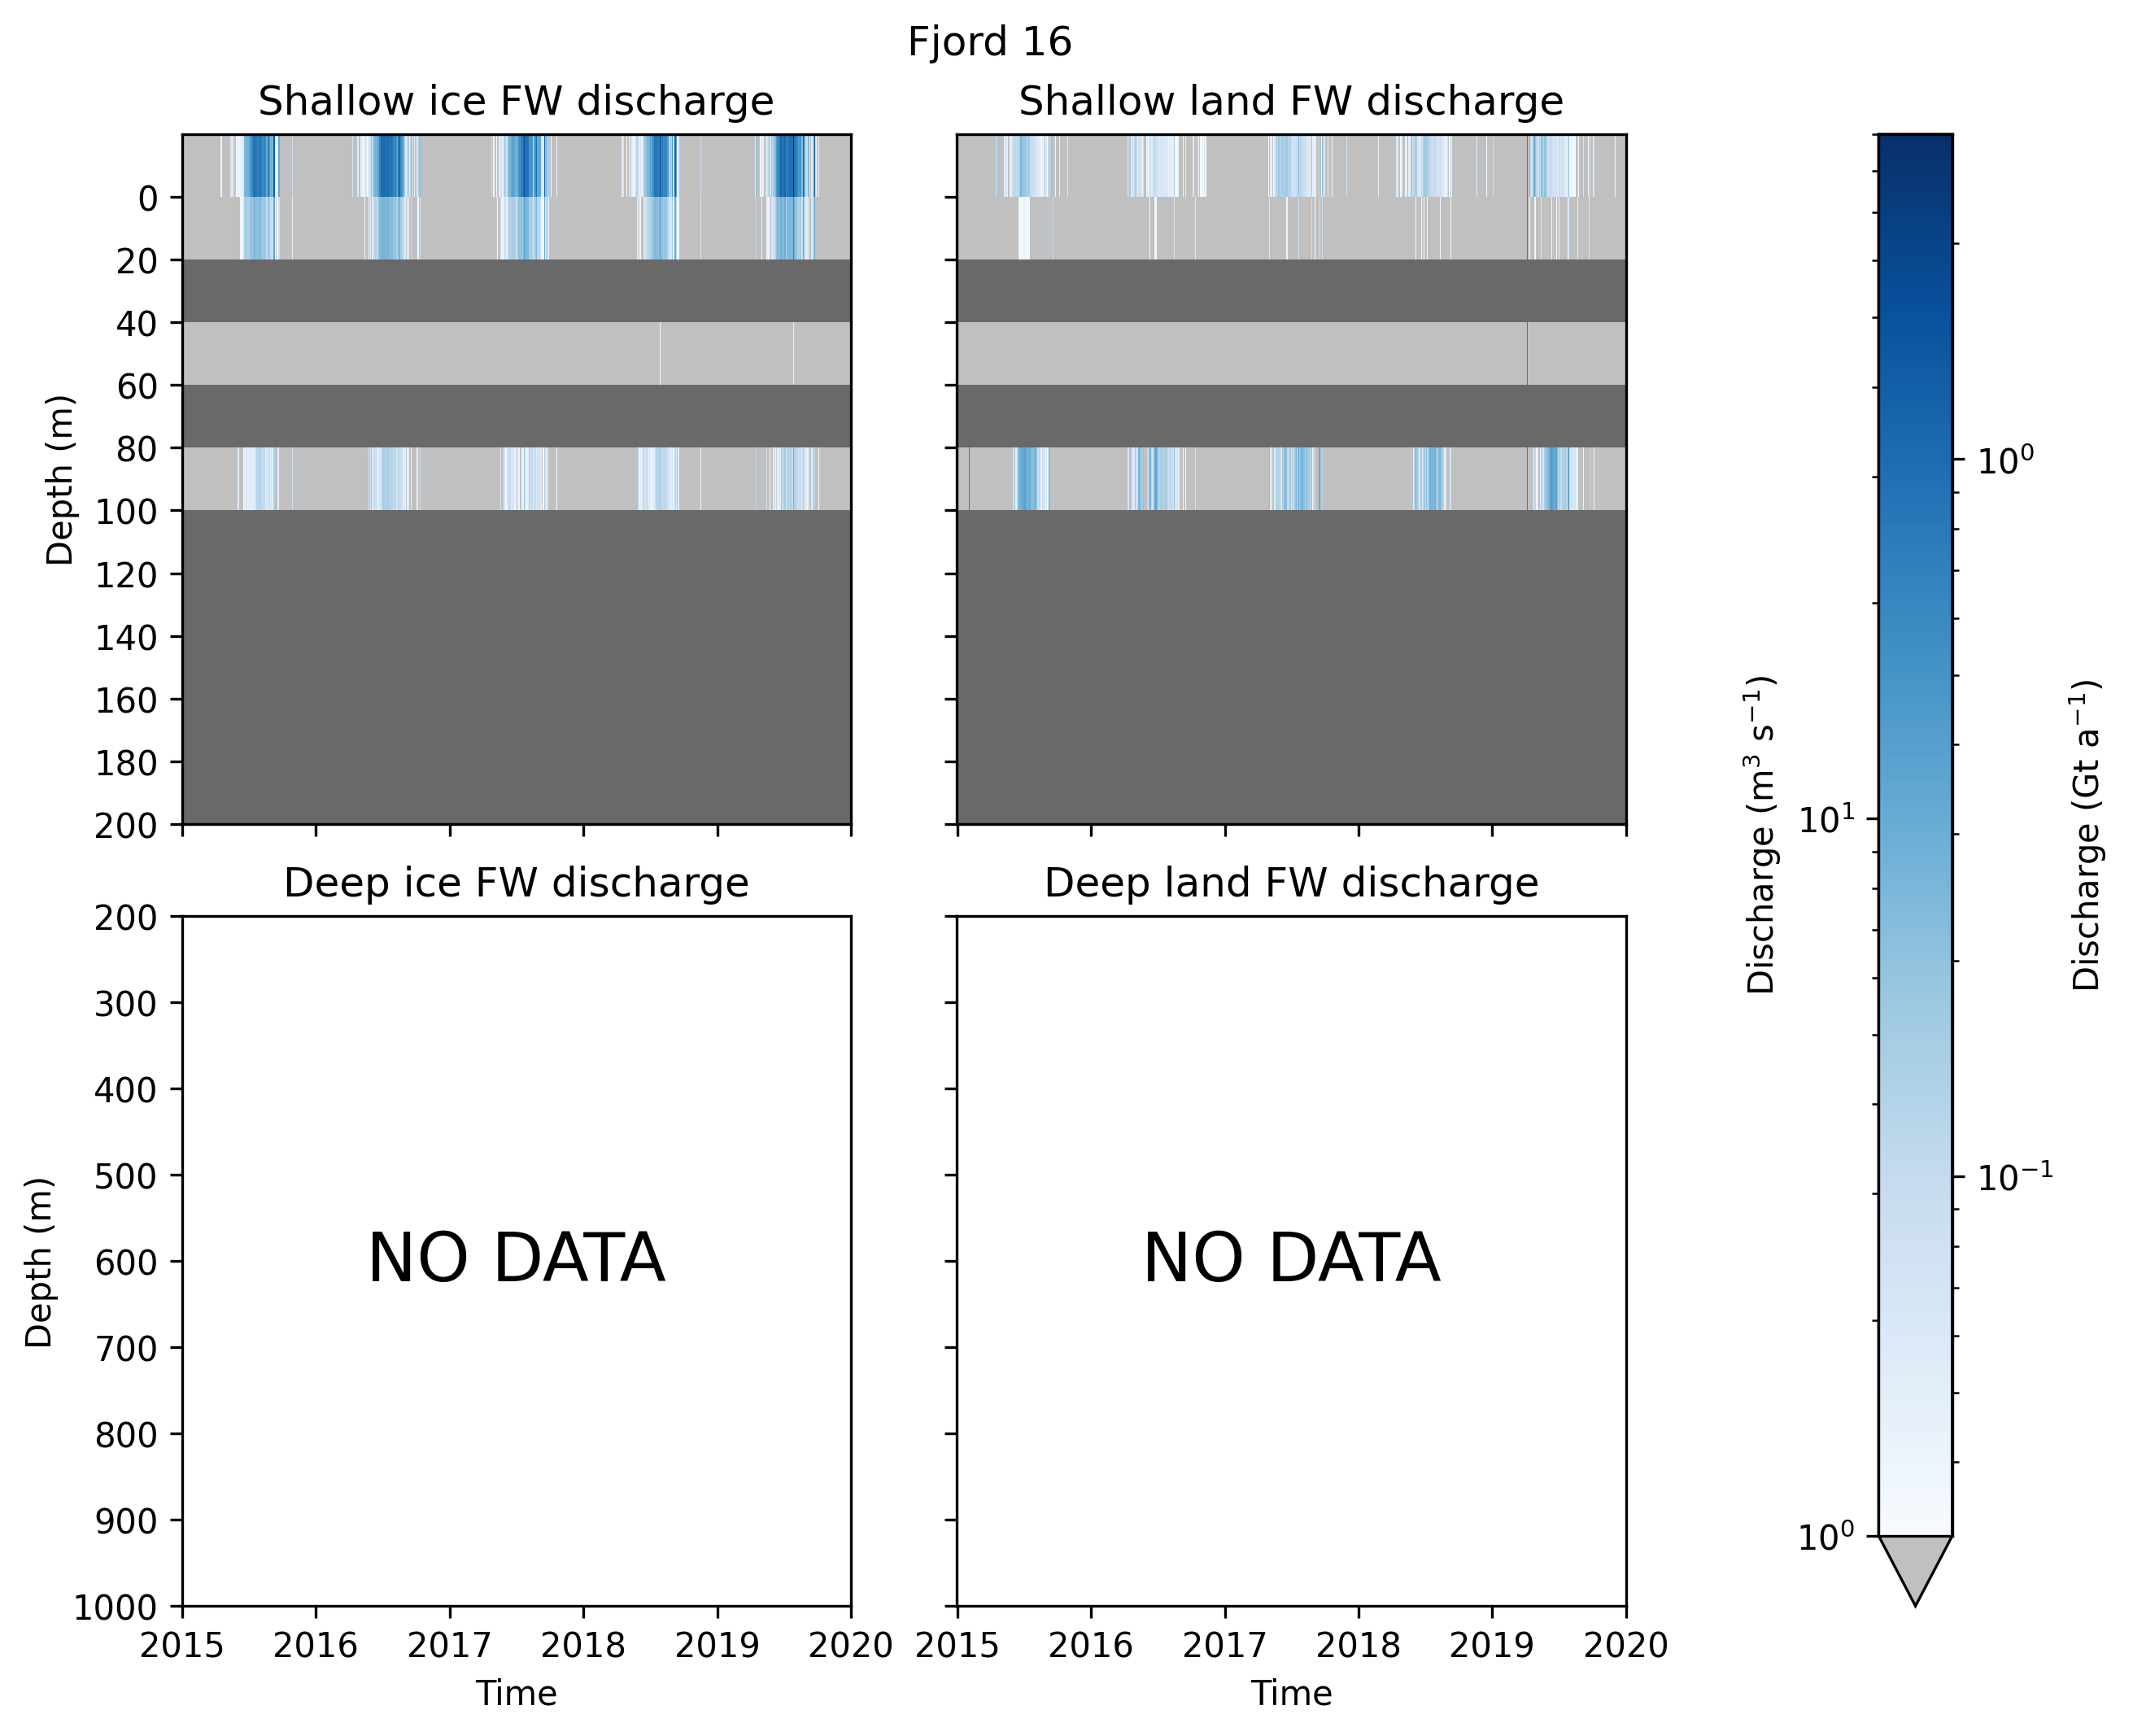 Fjord 16
Shallow ice FW discharge
Shallow land FW discharge
0
20
40
60
80
100
120
140
160
180
200
Depth (m)
Deep ice FW discharge
Deep land FW discharge
200
300
400
500
600
700
800
900
1000
Depth (m)
NO DATA
NO DATA
2015 2016 2017 2018 2019 2020
2015 2016 2017 2018 2019 2020
Time
Time
Discharge (m³ s⁻¹)
10¹
10⁰
10⁰
10⁻¹
Discharge (Gt a⁻¹)